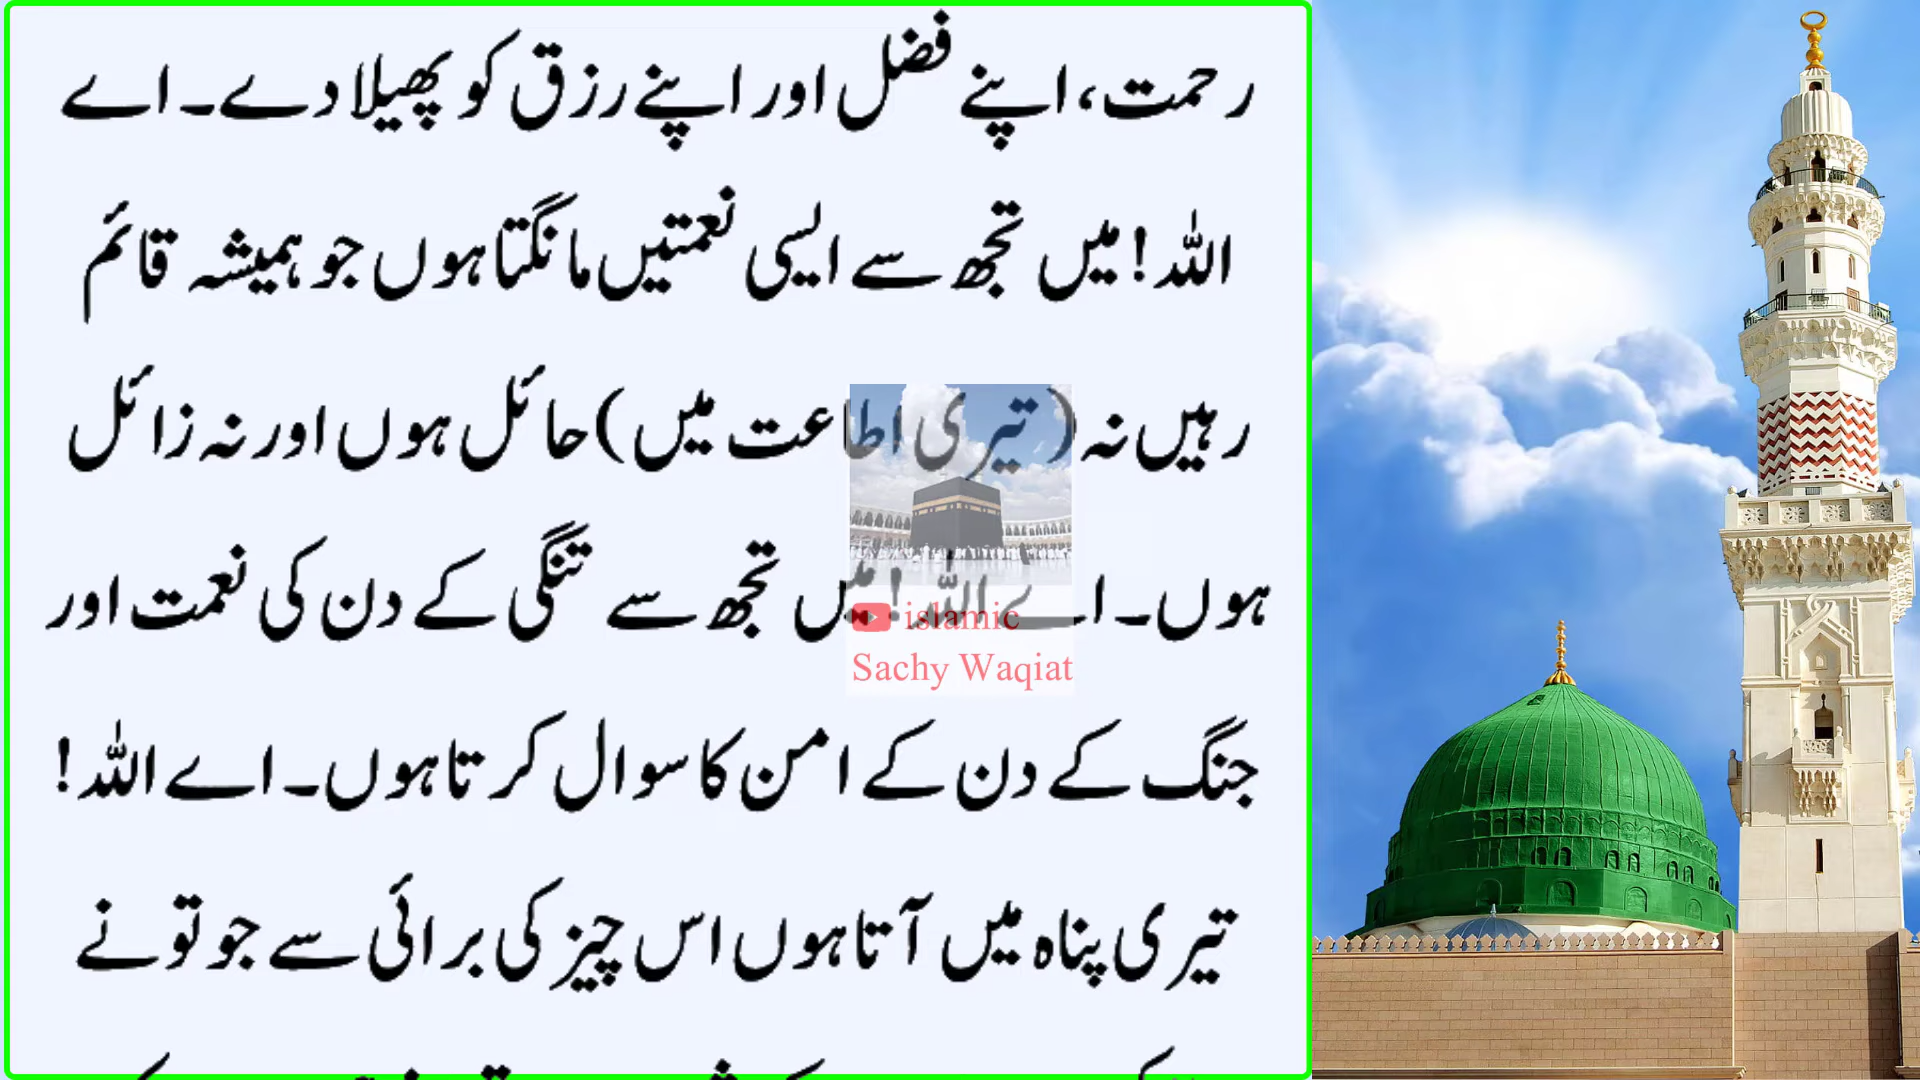 رحمت، اپنے فضل اور اپنے رزق کو پھیلا دے۔ اے
اللہ! میں تجھ سے ایسی نعمتیں مانگتا ہوں جو ہمیشہ قائم
رہیں نہ (تیری اطاعت میں) حائل ہوں اور نہ زائل
ہوں۔ اے اللہ! میں تجھ سے تنگی کے دن کی نعمت اور
islamic
Sachy Waqiat
جنگ کے دن کے امن کا سوال کرتا ہوں۔ اے اللہ!
تیری پناہ میں آتا ہوں اس چیز کی برائی سے جو تو نے